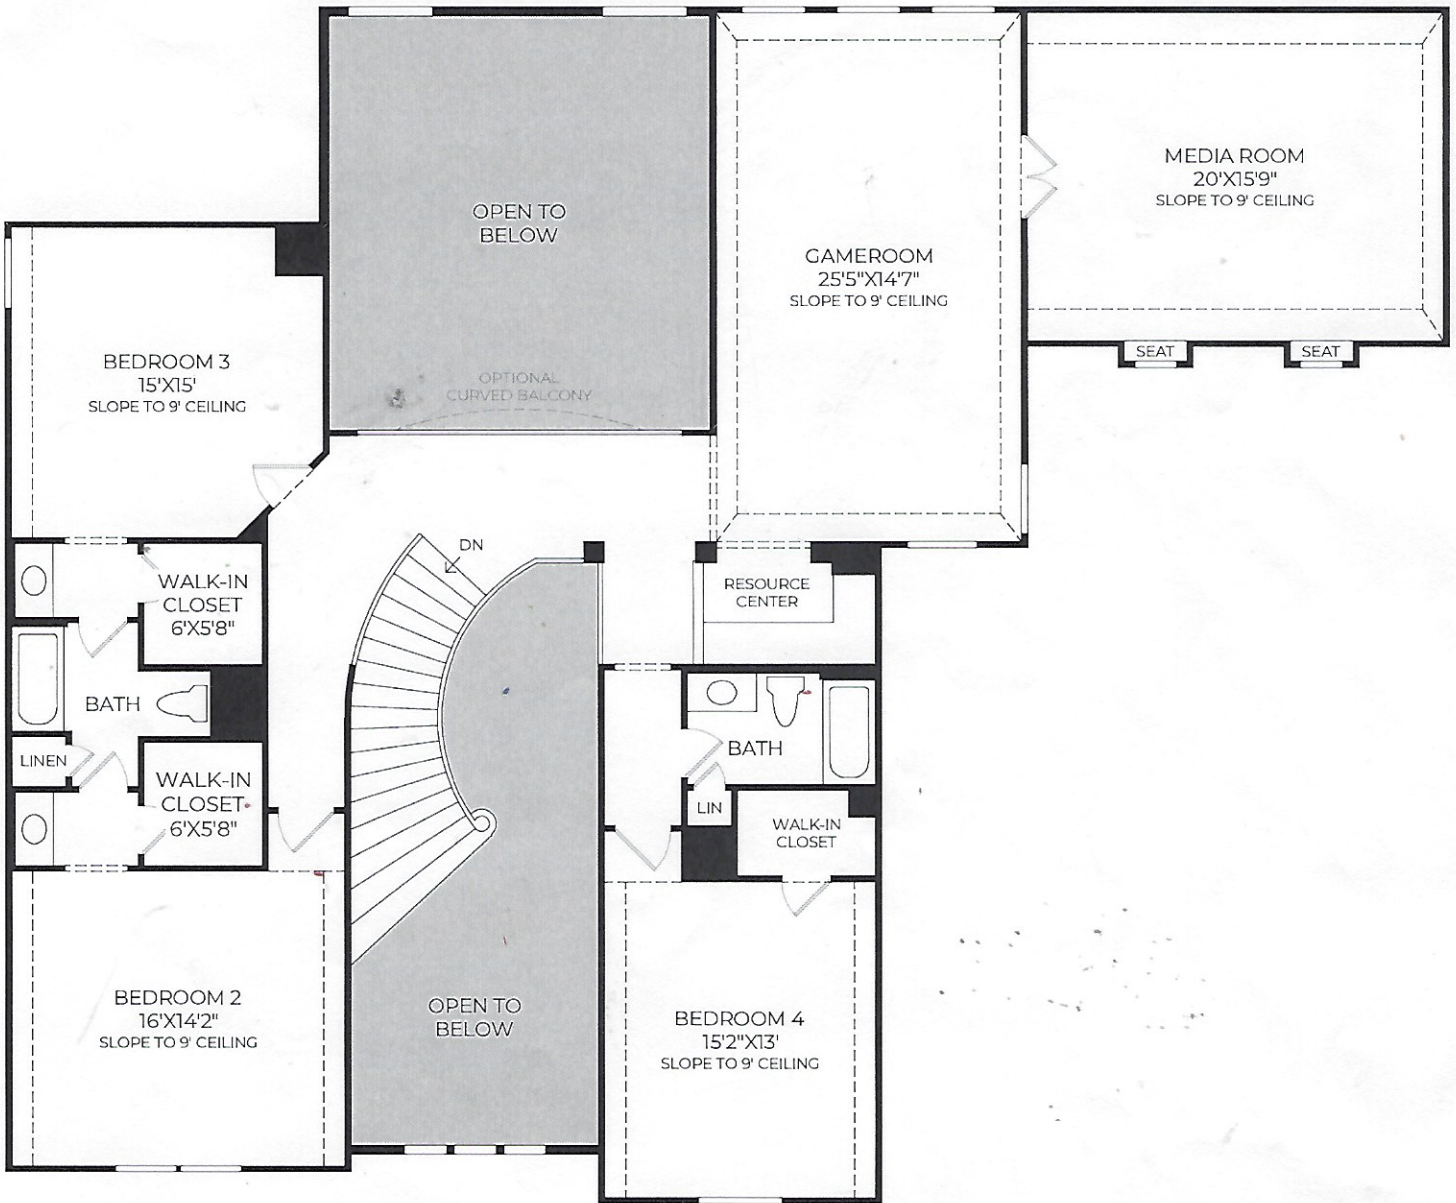 OPEN TO
BELOW
OPTIONAL
CURVED BALCONY
GAMEROOM
25'5"X14'7"
SLOPE TO 9' CEILING
MEDIA ROOM
20'X15'9"
SLOPE TO 9' CEILING
SEAT
SEAT
BEDROOM 3
15'X15'
SLOPE TO 9' CEILING
DN
RESOURCE
CENTER
WALK-IN
CLOSET
6'X5'8"
BATH
LINEN
WALK-IN
CLOSET
6'X5'8"
BATH
LIN
WALK-IN
CLOSET
BEDROOM 2
16'X14'2"
SLOPE TO 9' CEILING
OPEN TO
BELOW
BEDROOM 4
15'2"X13'
SLOPE TO 9' CEILING